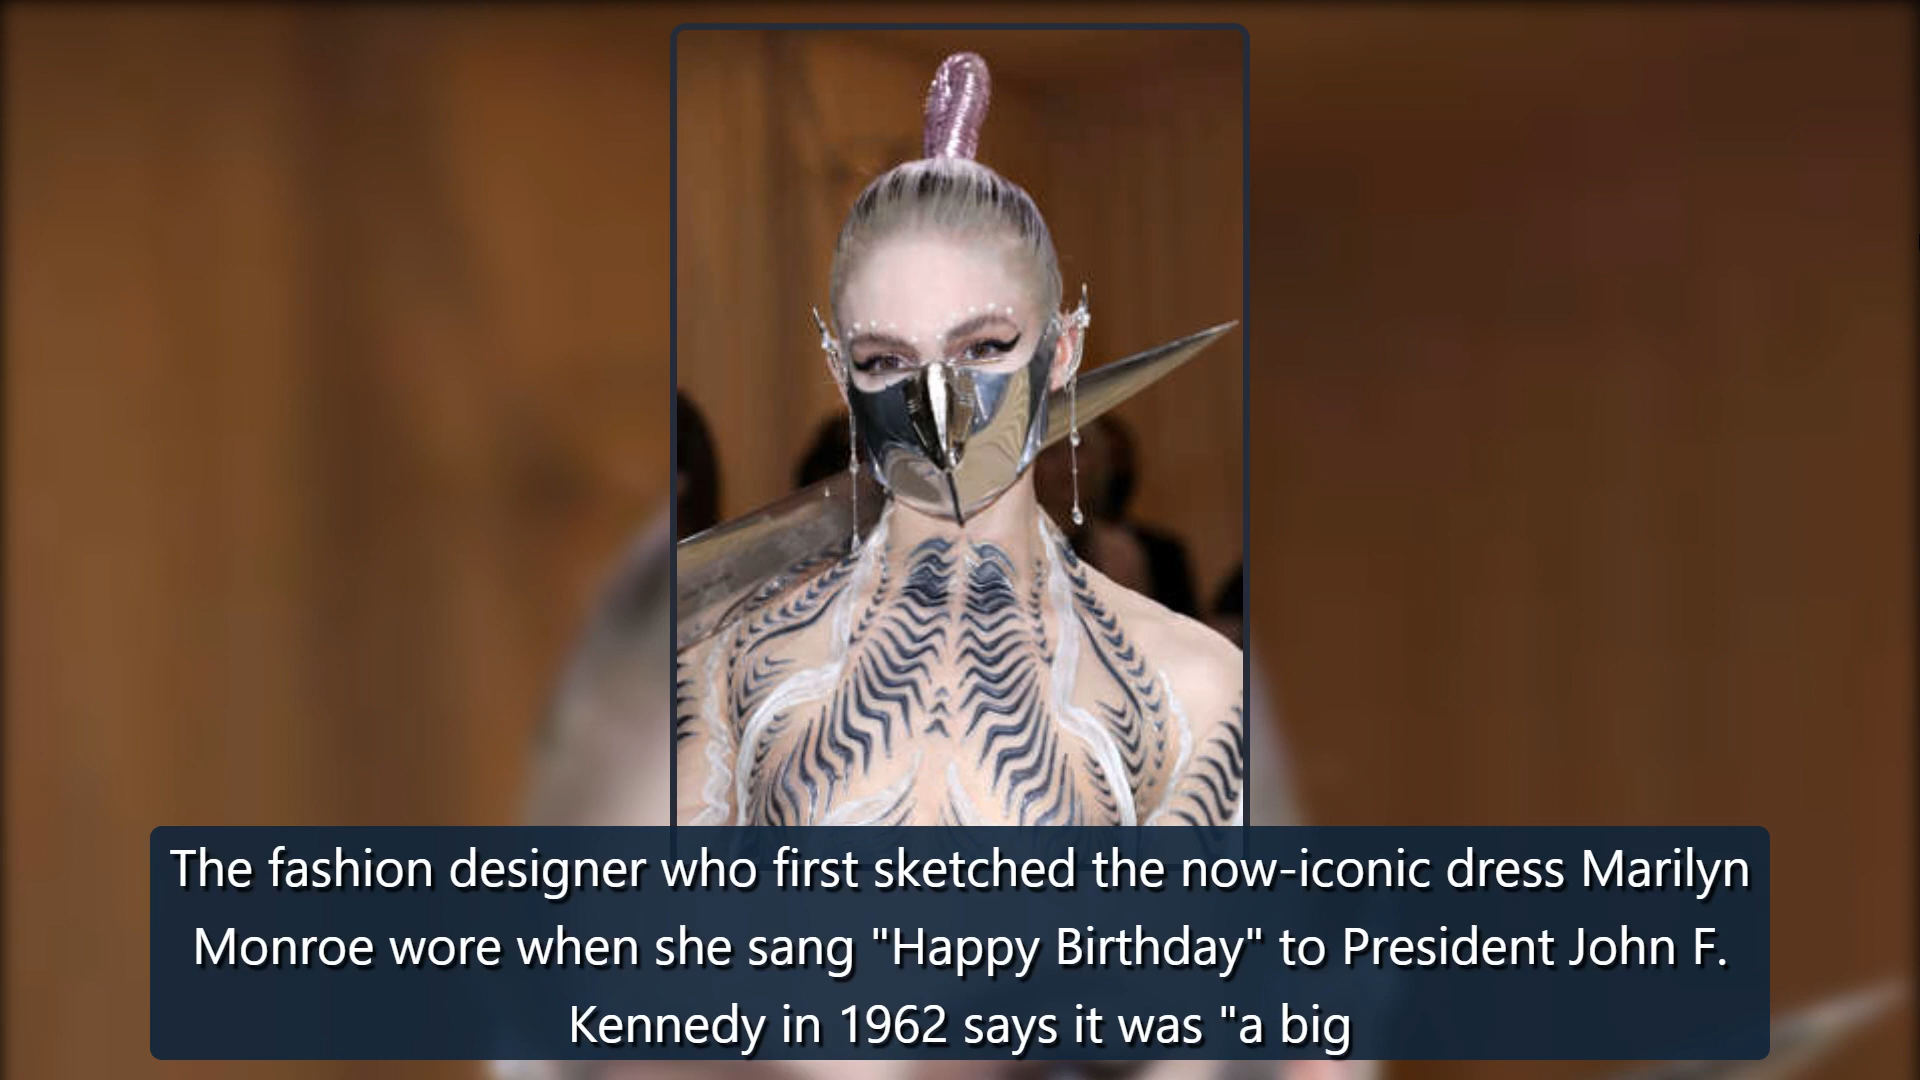 The fashion designer who first sketched the now-iconic dress Marilyn
Monroe wore when she sang "Happy Birthday" to President John F.
Kennedy in 1962 says it was "a big